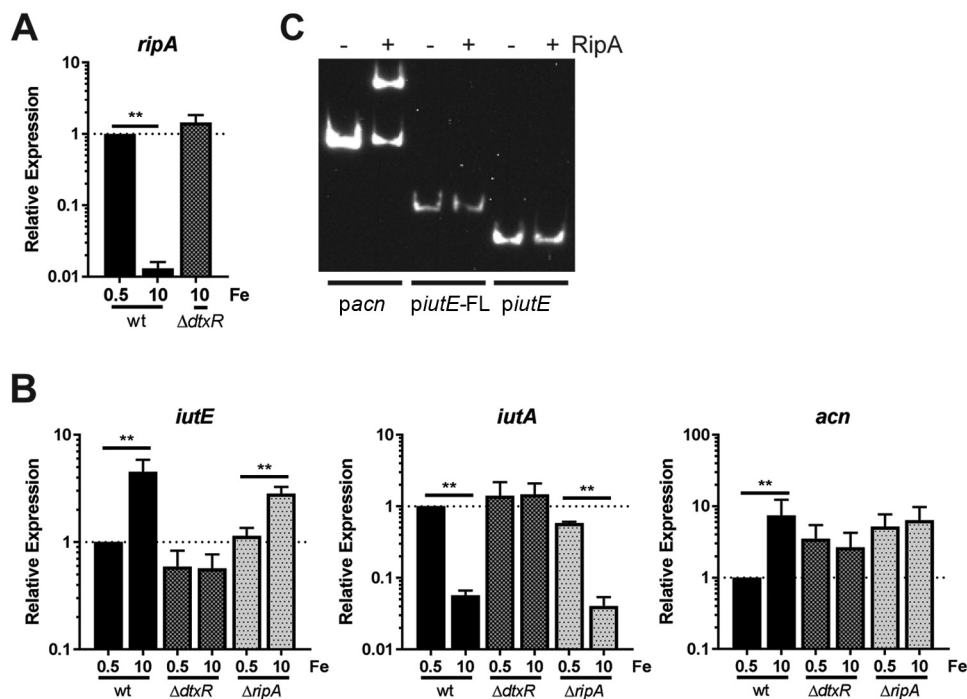 A
ripA
Relative Expression
10
1
0.1
0.01
**
0.5 10 10 Fe
wt ΔdtxR
C
- + - + - + RipA
pacn piutE-FL piutE
B
iutE
Relative Expression
10
1
0.1
** **
0.5 10 0.5 10 0.5 10 Fe
wt ΔdtxR ΔripA
iutA
Relative Expression
10
1
0.1
0.01
** **
0.5 10 0.5 10 0.5 10 Fe
wt ΔdtxR ΔripA
acn
Relative Expression
100
10
1
0.1
**
0.5 10 0.5 10 0.5 10 Fe
wt ΔdtxR ΔripA